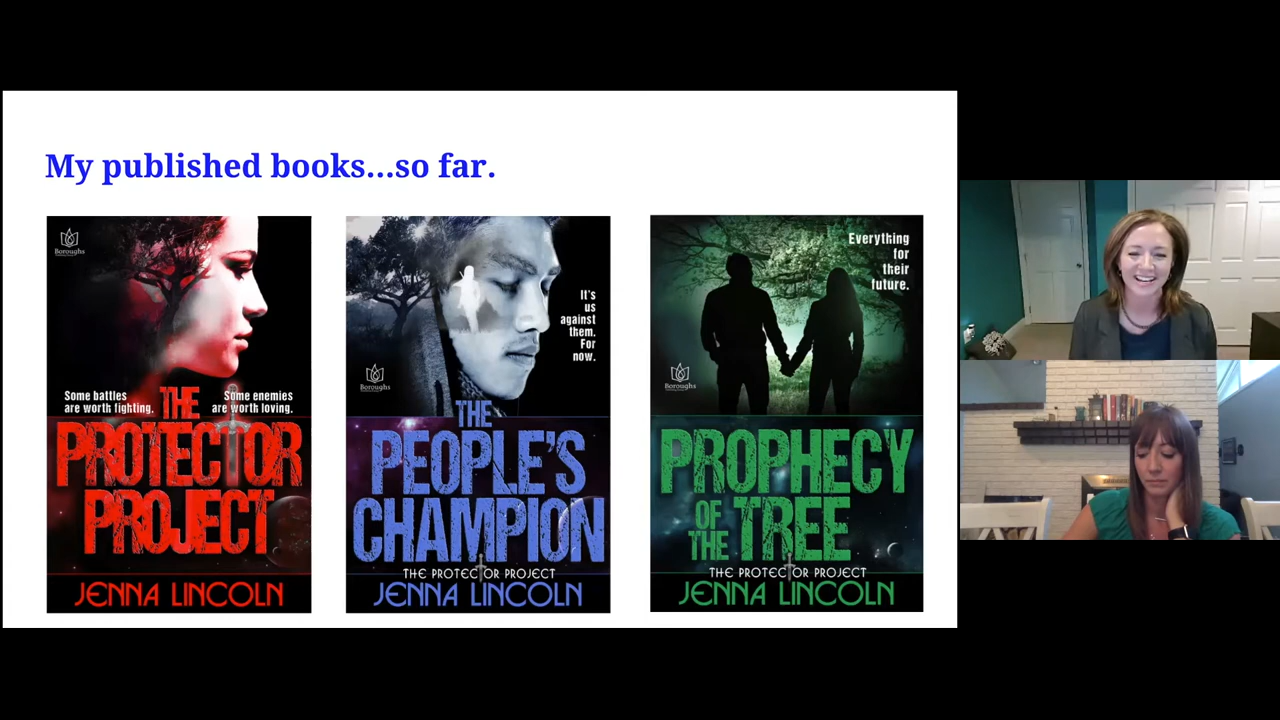 My published books...so far.
Boroughs
Some battles
are worth fighting.
Some enemies
are worth loving.
THE
PROTECTOR
PROJECT
JENNA LINCOLN
It's
us
against
them.
For
now.
Boroughs
THE
PEOPLE'S
CHAMPION
THE PROTECTOR PROJECT
JENNA LINCOLN
Everything
for
their
future.
Boroughs
PROPHECY
OF
THE TREE
THE PROTECTOR PROJECT
JENNA LINCOLN